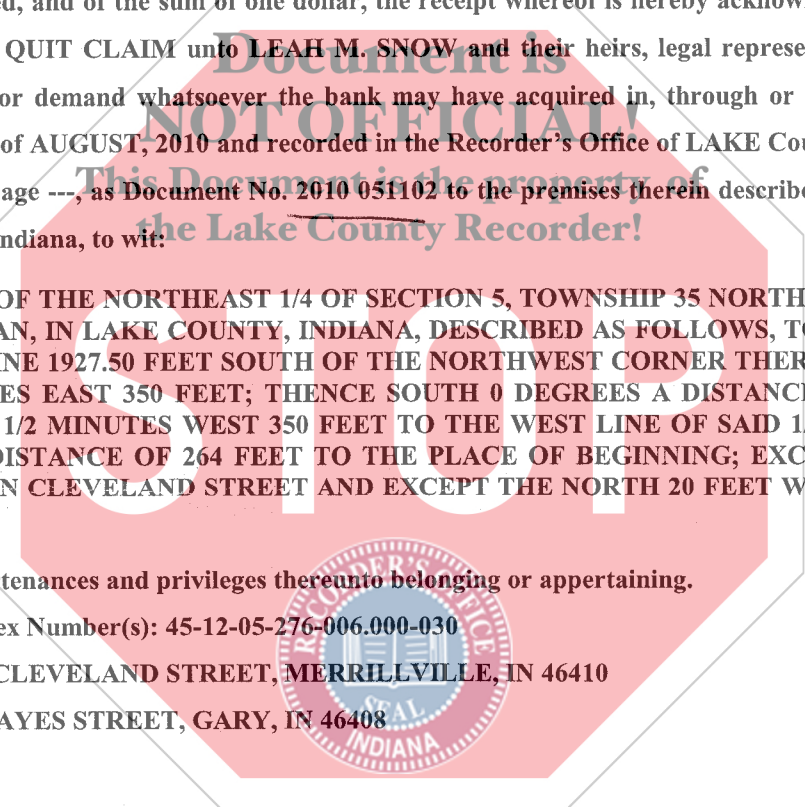 ed, and of the sum of one dollar, the receipt whereof is hereby acknow
Document is
QUIT CLAIM unto LEAH M. SNOW and their heirs, legal represe
or demand whatsoever the bank may have acquired in, through or
NOT OFFICIAL!
of AUGUST, 2010 and recorded in the Recorder's Office of LAKE Cou
This Document is the property of
age ---, as Document No. 2010 051102 to the premises therein describe
the Lake County Recorder!
ndiana, to wit:
OF THE NORTHEAST 1/4 OF SECTION 5, TOWNSHIP 35 NORTH
AN, IN LAKE COUNTY, INDIANA, DESCRIBED AS FOLLOWS, TO
INE 1927.50 FEET SOUTH OF THE NORTHWEST CORNER THER
ES EAST 350 FEET; THENCE SOUTH 0 DEGREES A DISTANC
1/2 MINUTES WEST 350 FEET TO THE WEST LINE OF SAID 1/
DISTANCE OF 264 FEET TO THE PLACE OF BEGINNING; EXC
N CLEVELAND STREET AND EXCEPT THE NORTH 20 FEET W
STOP
tenances and privileges thereunto belonging or appertaining.
ex Number(s): 45-12-05-276-006.000-030
CLEVELAND STREET, MERRILLVILLE, IN 46410
AYES STREET, GARY, IN 46408
RECORDER'S OFFICE
SEAL
INDIANA